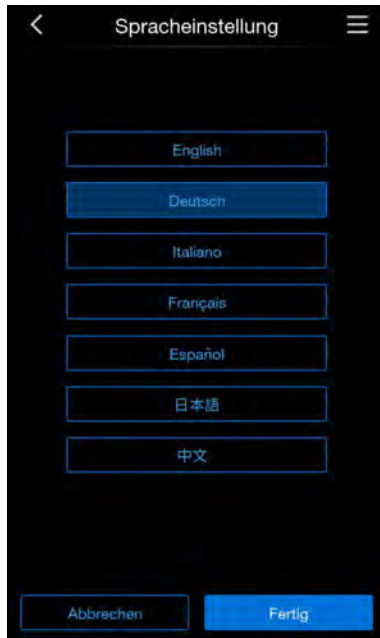 Spracheinstellung
English
Deutsch
Italiano
Français
Español
日本語
中文
Abbrechen Fertig